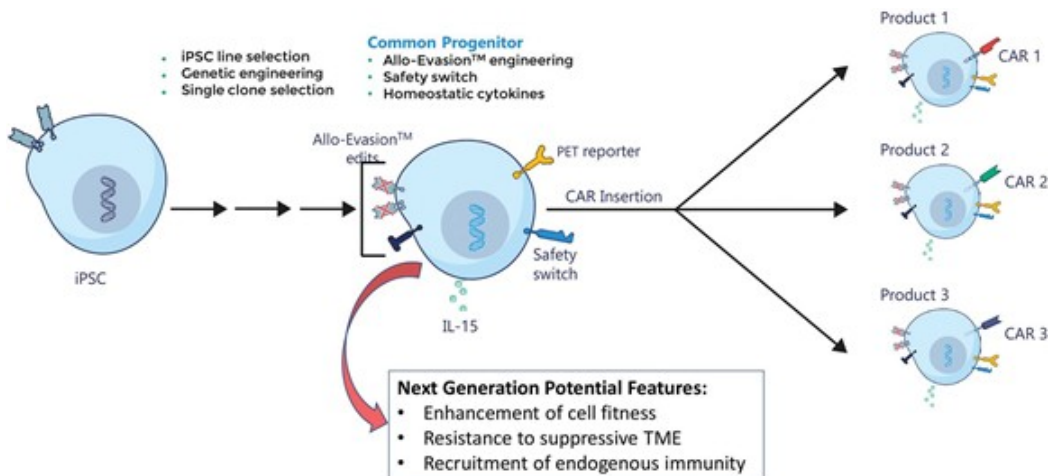 • iPSC line selection
• Genetic engineering
• Single clone selection
Common Progenitor
• Allo-Evasion™ engineering
• Safety switch
• Homeostatic cytokines
iPSC
Allo-Evasion™
edits
PET reporter
Safety
switch
IL-15
CAR Insertion
Product 1
CAR 1
Product 2
CAR 2
Product 3
CAR 3
Next Generation Potential Features:
• Enhancement of cell fitness
• Resistance to suppressive TME
• Recruitment of endogenous immunity